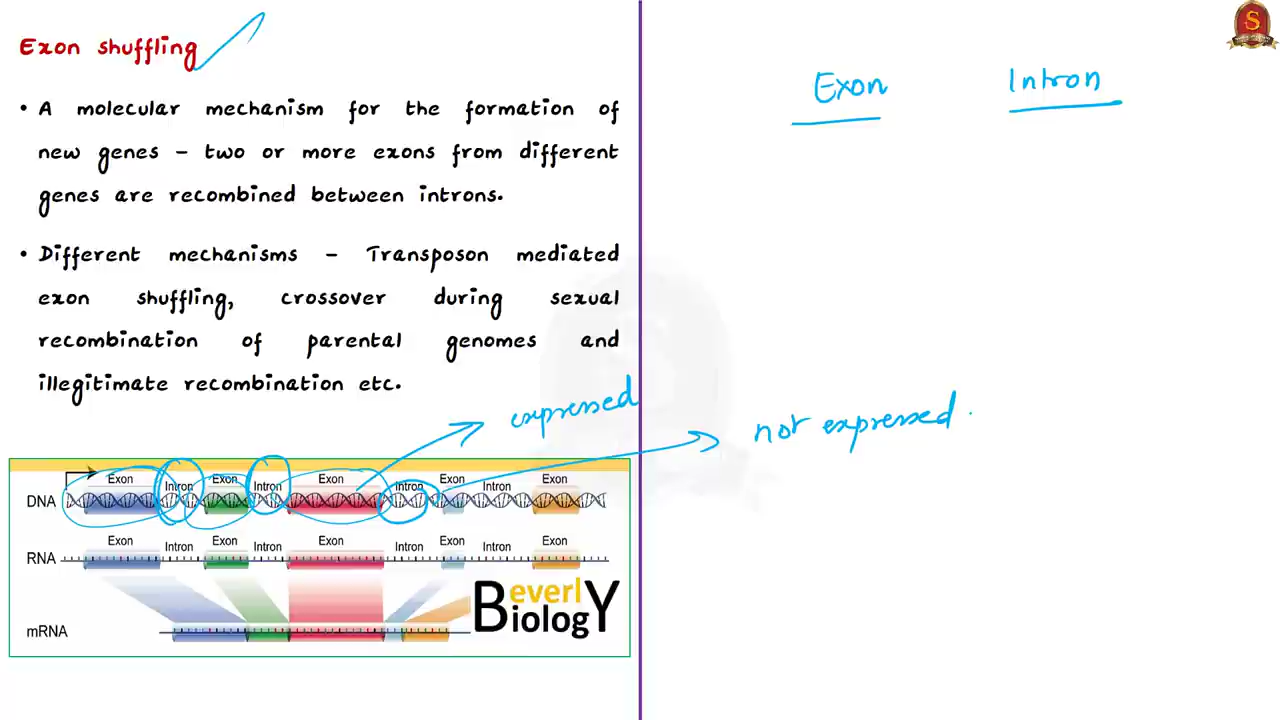 Exon shuffling
• A molecular mechanism for the formation of
new genes – two or more exons from different
genes are recombined between introns.
• Different mechanisms – Transposon mediated
exon shuffling, crossover during sexual
recombination of parental genomes and
illegitimate recombination etc.
expressed
Exon Intron Exon Intron Exon Intron Exon Intron Exon
DNA
Exon Intron Exon Intron Exon Intron Exon Intron Exon
RNA
mRNA
Beverly
BiologY
Exon Intron
not expressed.
S